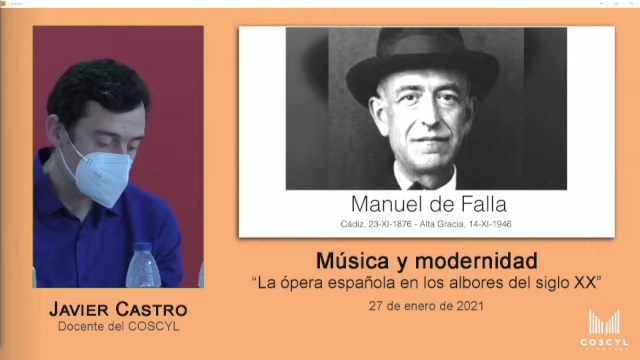 Manuel de Falla
Cádiz, 23-XI-1876 - Alta Gracia, 14-XI-1946
Música y modernidad
“La ópera española en los albores del siglo XX”
27 de enero de 2021
JAVIER CASTRO
Docente del COSCYL
COSCYL
SALAMANCA